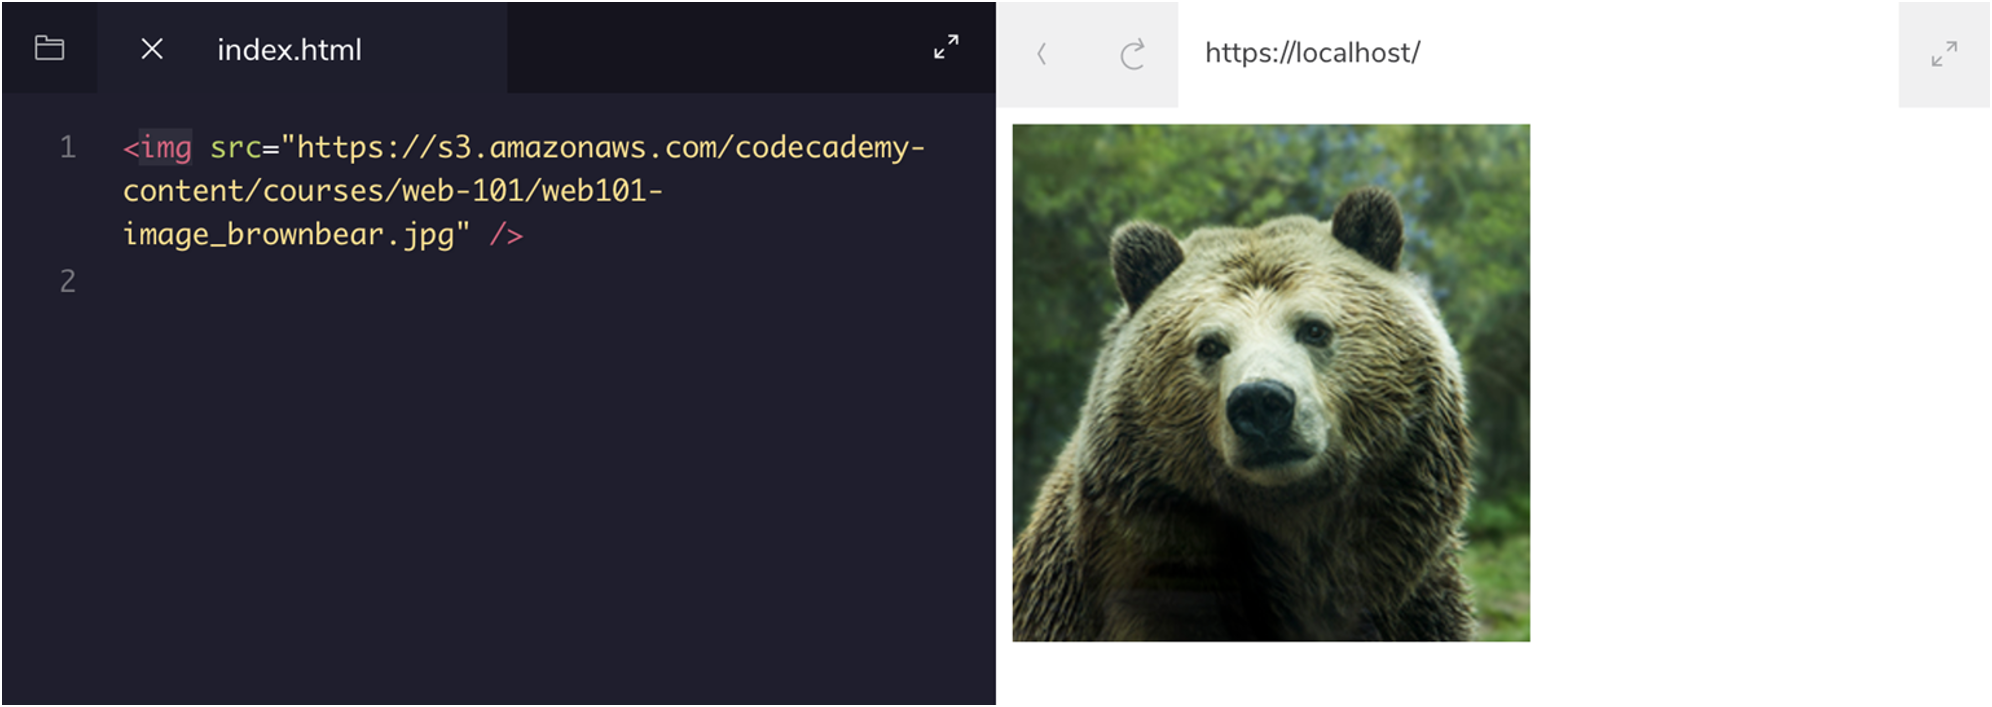 index.html
https://localhost/
1 <img src="https://s3.amazonaws.com/codecademy-
content/courses/web-101/web101-
image_brownbear.jpg" />
2